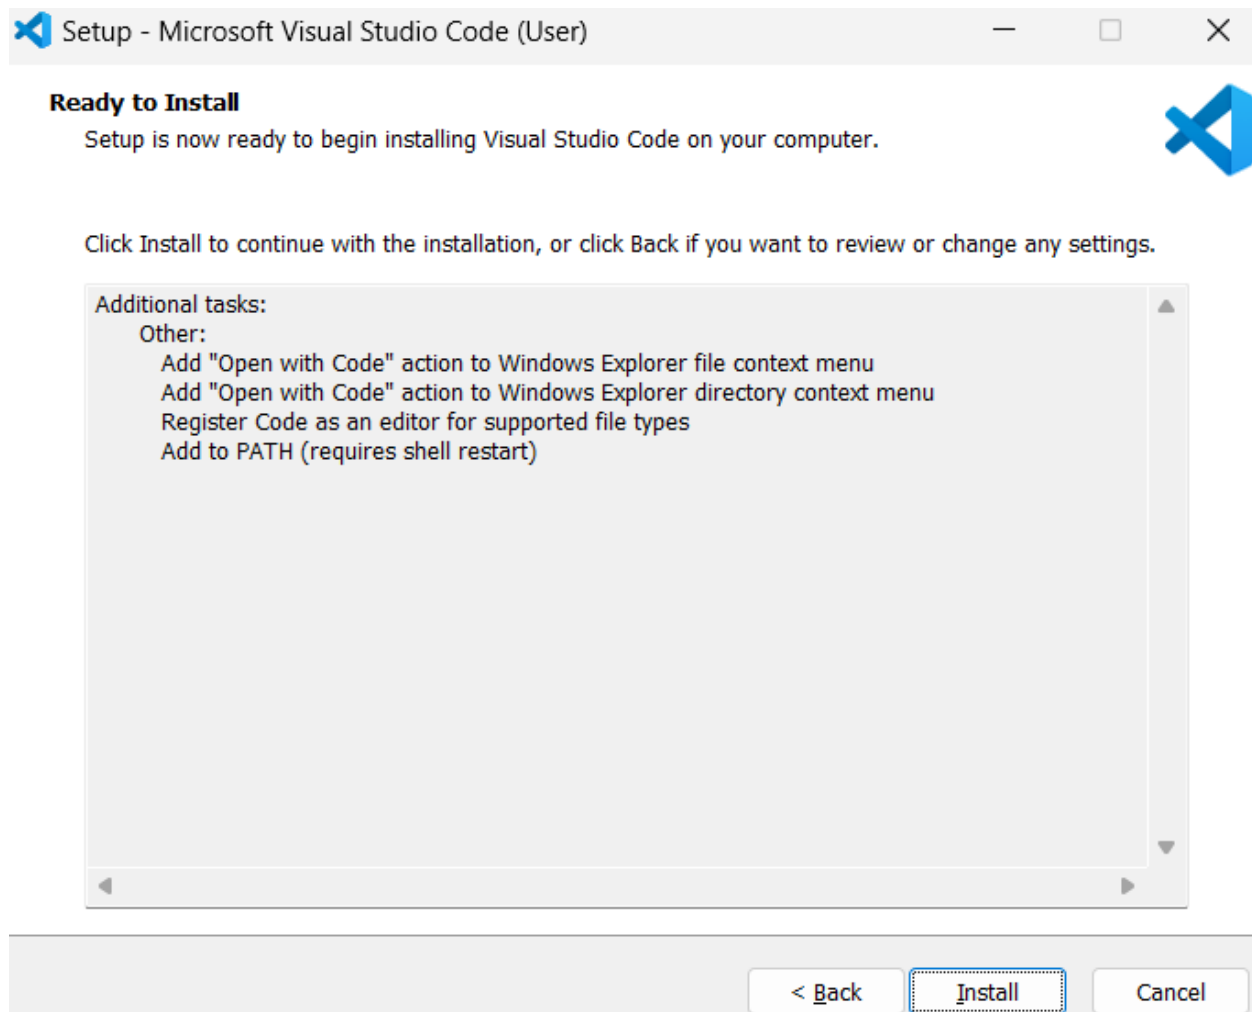 Setup - Microsoft Visual Studio Code (User)
Ready to Install
Setup is now ready to begin installing Visual Studio Code on your computer.
Click Install to continue with the installation, or click Back if you want to review or change any settings.
Additional tasks:
Other:
Add "Open with Code" action to Windows Explorer file context menu
Add "Open with Code" action to Windows Explorer directory context menu
Register Code as an editor for supported file types
Add to PATH (requires shell restart)
< Back Install Cancel